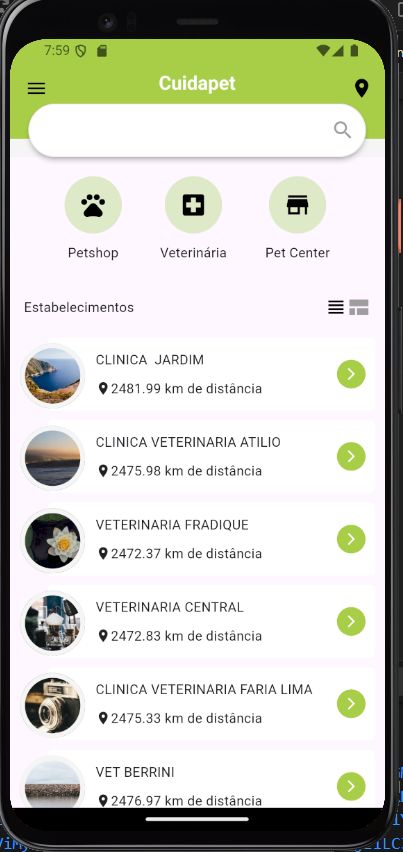 7:59
Cuidapet
Petshop
Veterinária
Pet Center
Estabelecimentos
CLINICA  JARDIM
2481.99 km de distância
CLINICA VETERINARIA ATILIO
2475.98 km de distância
VETERINARIA FRADIQUE
2472.37 km de distância
VETERINARIA CENTRAL
2472.83 km de distância
CLINICA VETERINARIA FARIA LIMA
2475.33 km de distância
VET BERRINI
2476.97 km de distância